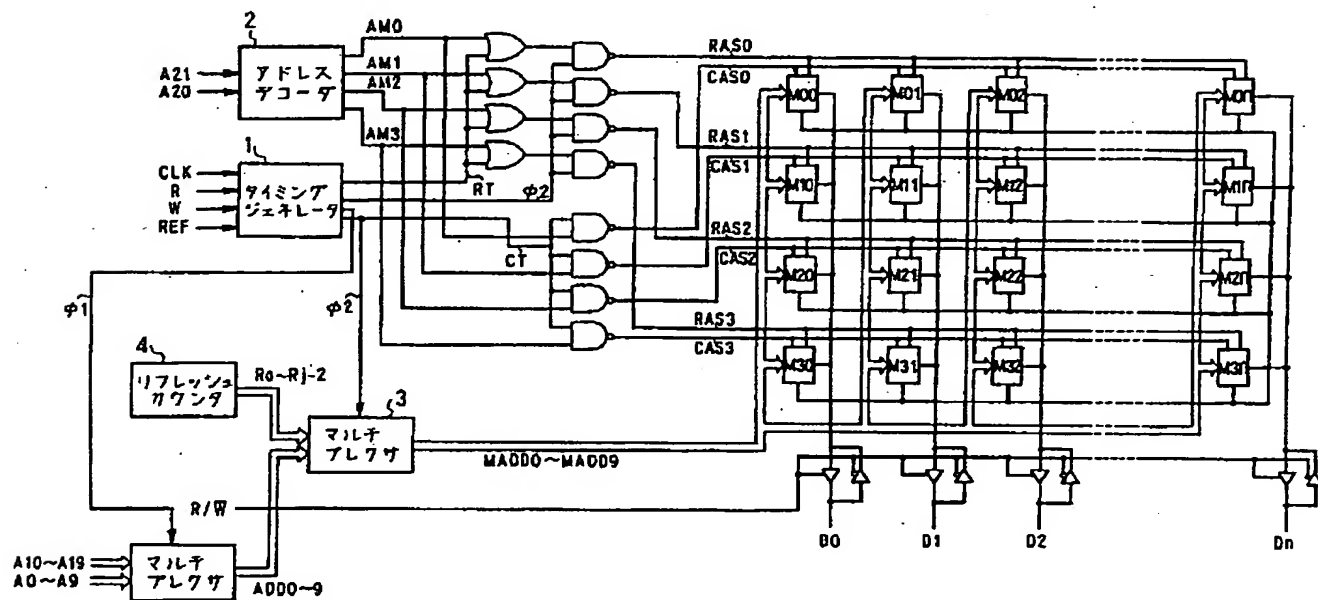 2
アドレス
デコーダ
A21
A20
AM0
AM1
AM2
AM3
1
タイミング
ジェネレータ
CLK
R
W
REF
RT
φ2
CT
φ1
φ2
RAS0
CAS0
RAS1
CAS1
RAS2
CAS2
RAS3
CAS3
M00
M01
M02
M0n
M10
M11
M12
M1n
M20
M21
M22
M2n
M30
M31
M32
M3n
4
リフレッシュ
カウンタ
R0~Rj-2
3
マルチ
プレクサ
MADD0~MADD9
R/W̅
A10~A19
A0~A9
マルチ
プレクサ
ADD0~9
D0
D1
D2
Dn